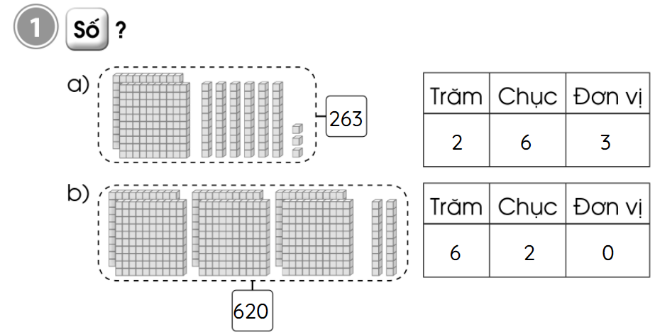 1 Số ?
a)
263
Trăm Chục Đơn vị
2 6 3
b)
620
Trăm Chục Đơn vị
6 2 0